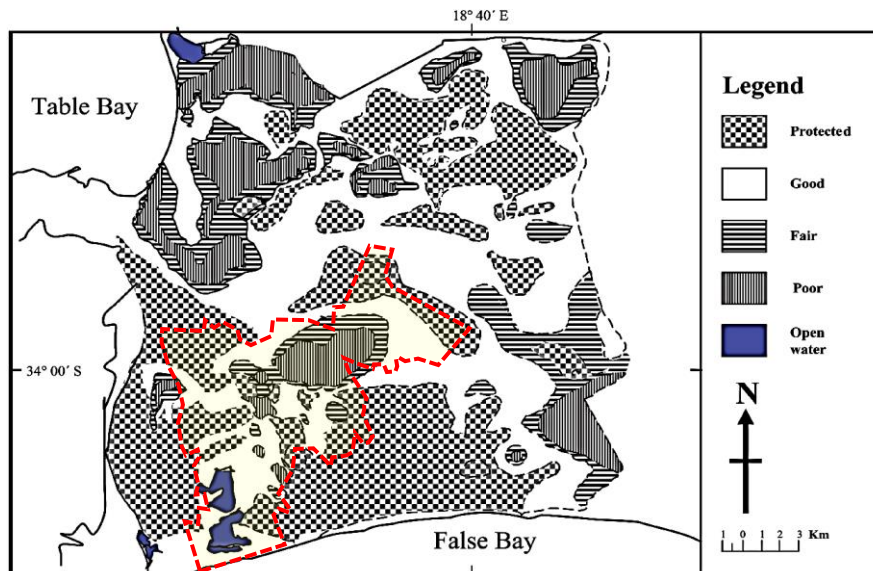 18° 40´ E
Table Bay
34° 00´ S
False Bay
Legend
Protected
Good
Fair
Poor
Open
water
N
1 0 1 2 3 Km